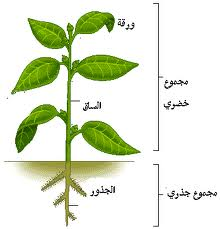 ورقة
مجموع
خضري
الساق
الجذور
مجموع جذري